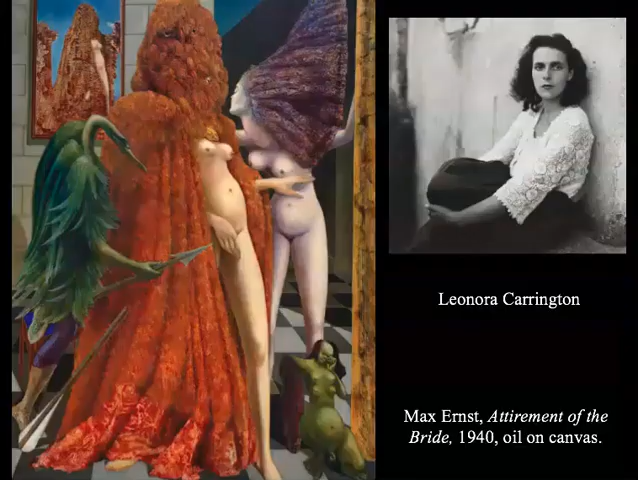 Leonora Carrington
Max Ernst, Attirement of the
Bride, 1940, oil on canvas.